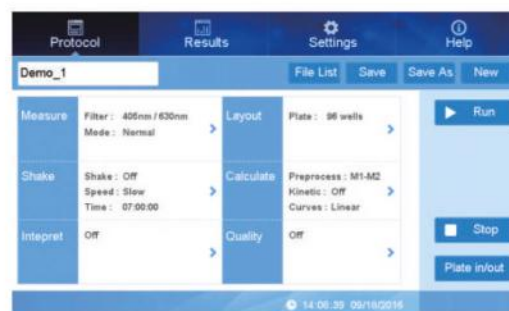 Protocol Results Settings Help
Demo_1 File List Save Save As New
Measure
Filter : 405nm / 630nm
Mode : Normal
Layout
Plate : 96 wells
Run
Shake
Shake : Off
Speed : Slow
Time : 07:00:00
Calculate
Preprocess : M1-M2
Kinetic : Off
Curves : Linear
Intepret
Off
Quality
Off
Stop
Plate in/out
14:06:39 09/18/2016